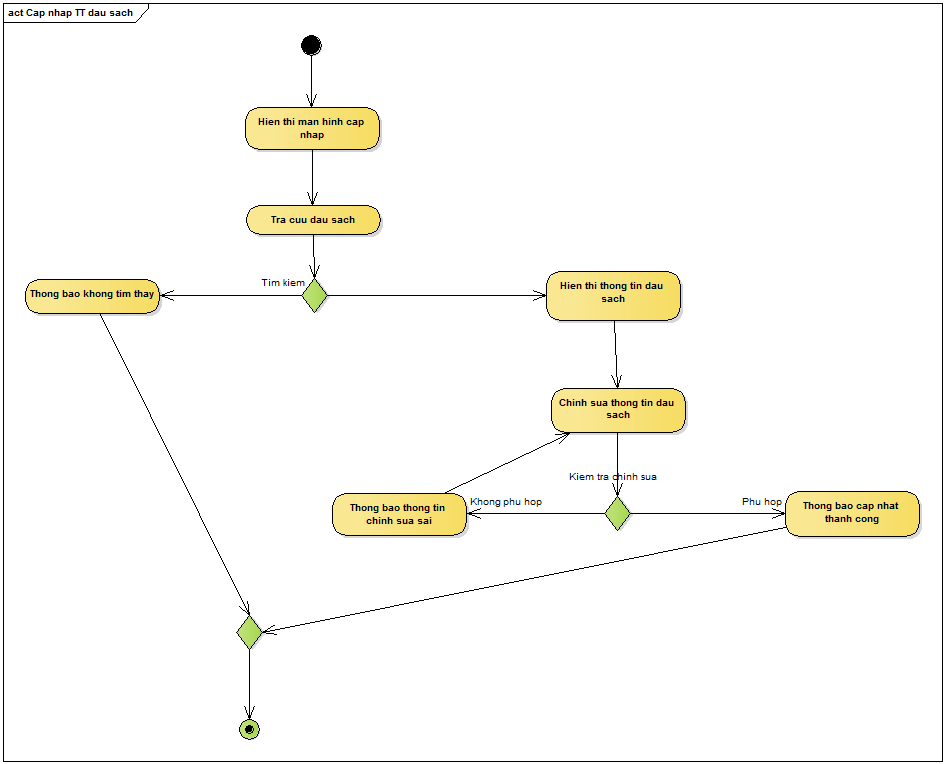 act Cap nhap TT dau sach
Hien thi man hinh cap
nhap
Tra cuu dau sach
Tim kiem
Thong bao khong tim thay
Hien thi thong tin dau
sach
Chinh sua thong tin dau
sach
Kiem tra chinh sua
Thong bao thong tin
chinh sua sai
Khong phu hop
Phu hop
Thong bao cap nhat
thanh cong